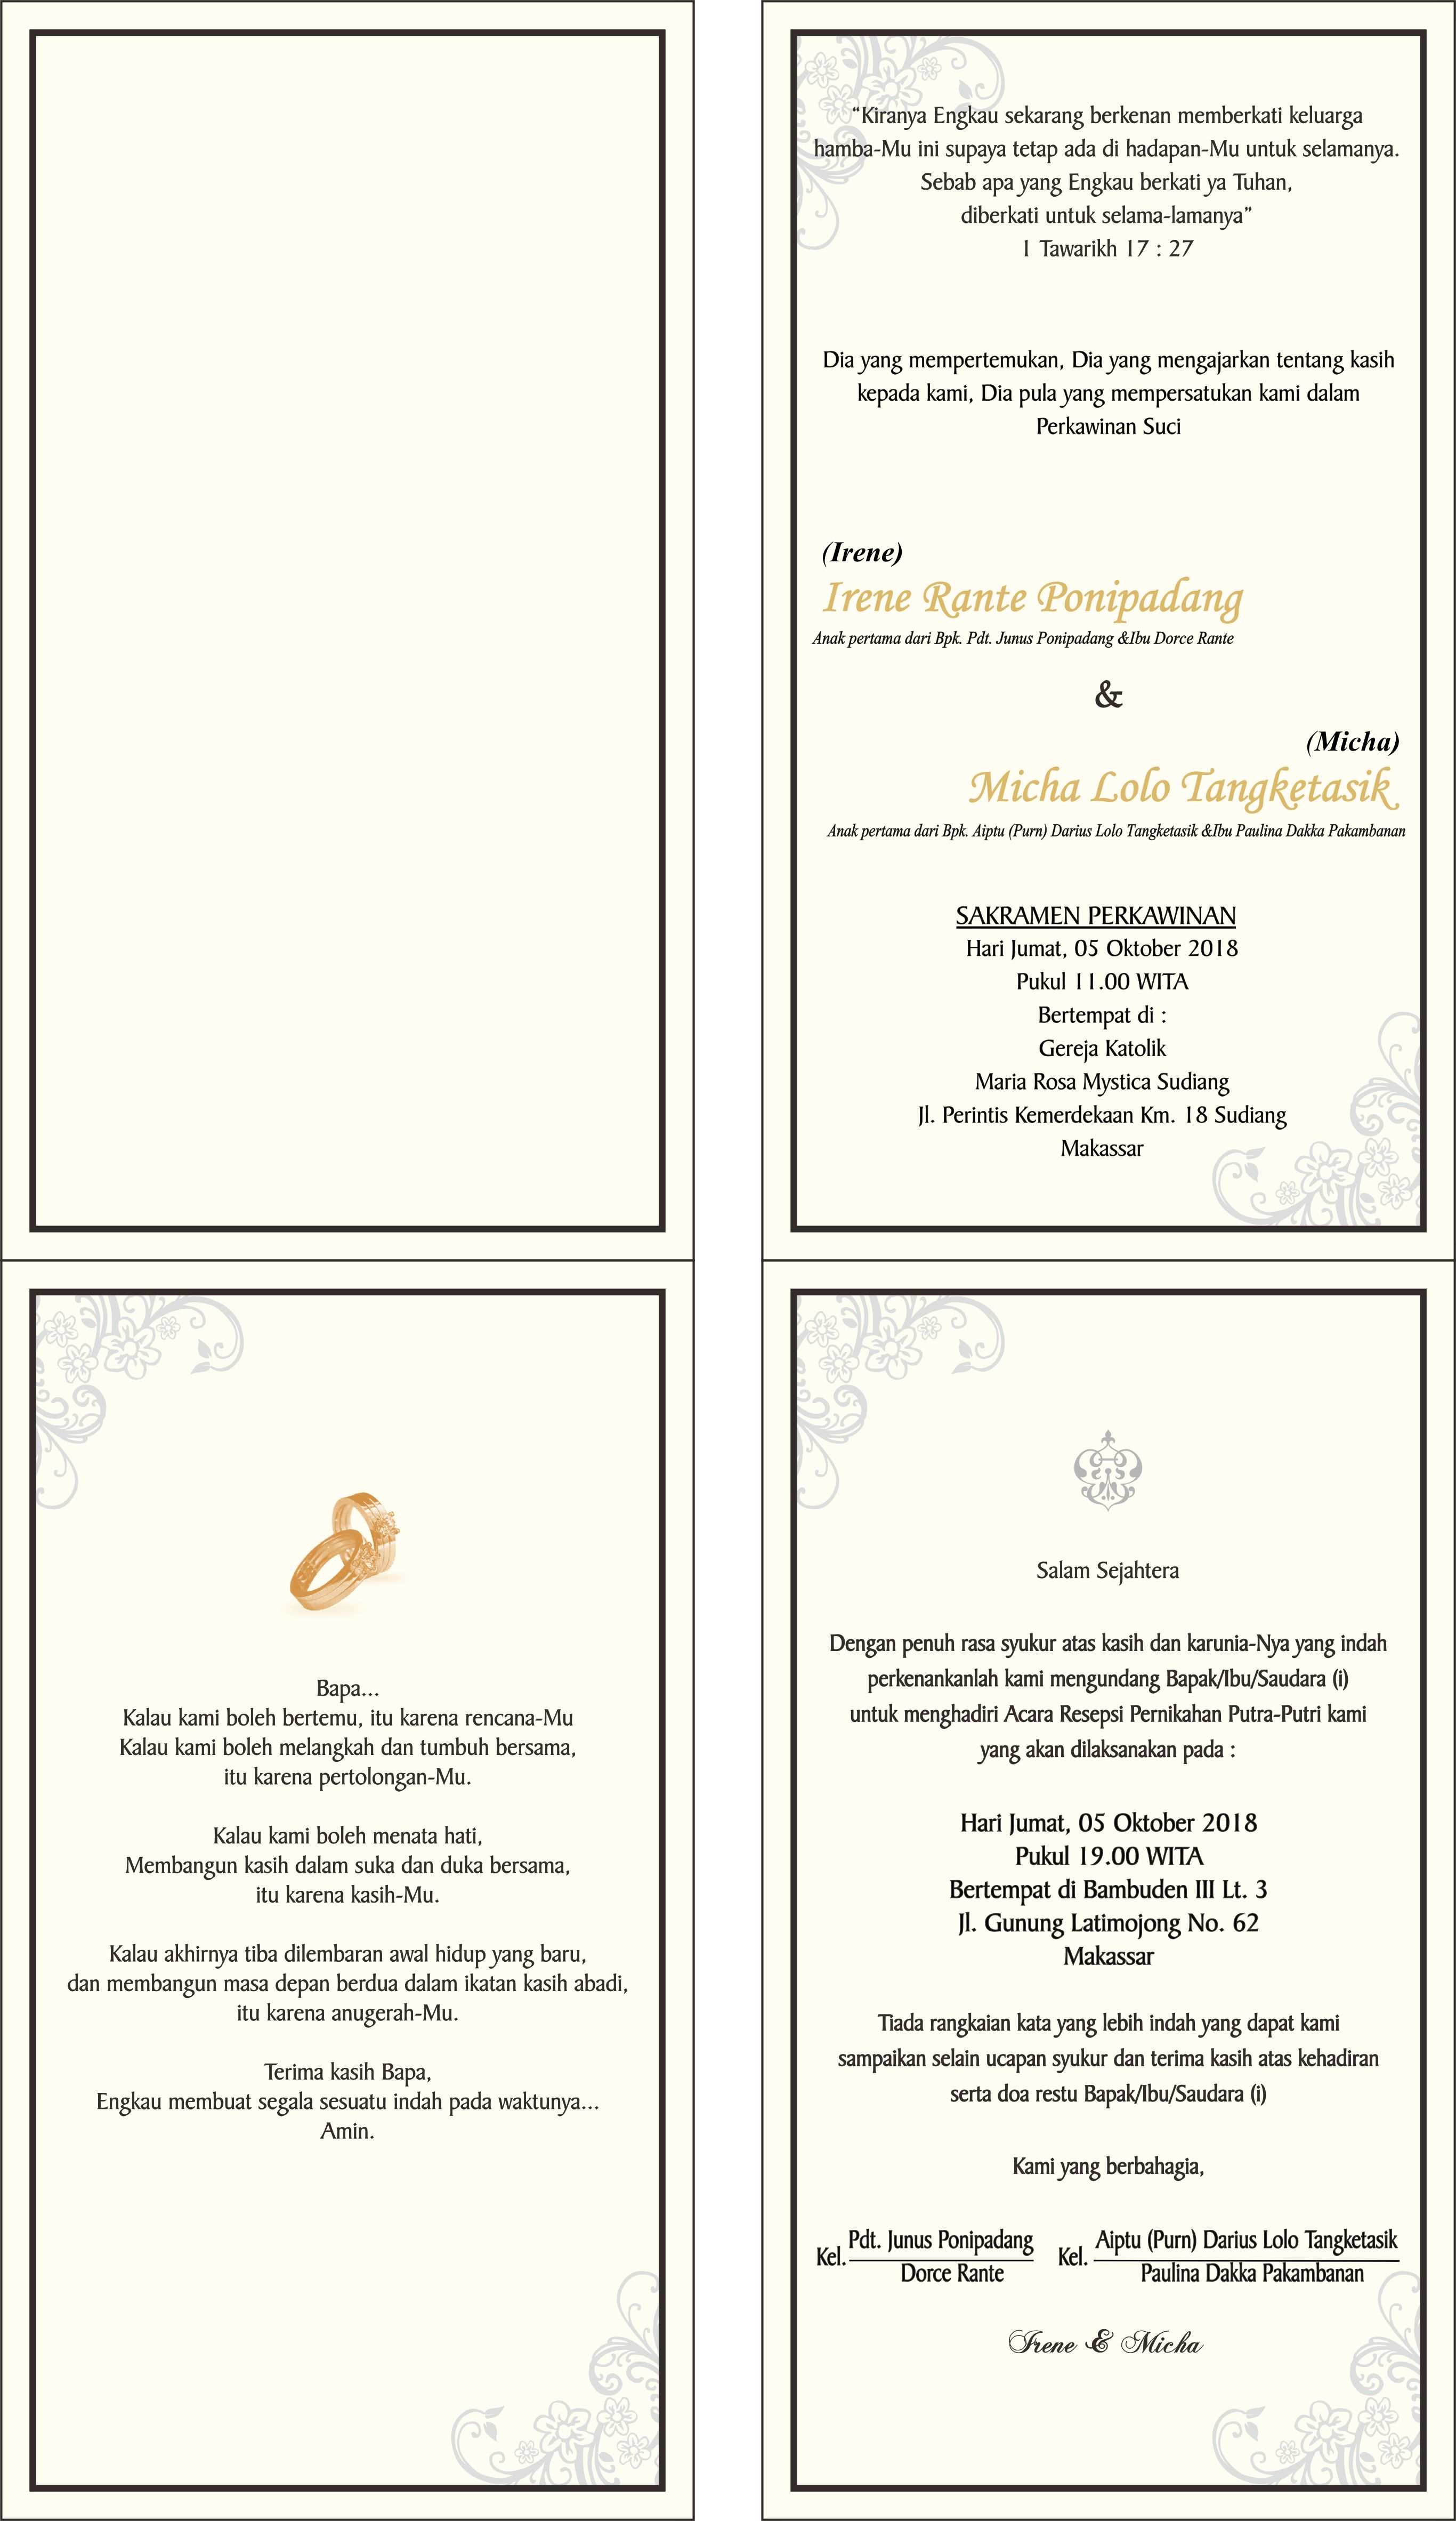 “Kiranya Engkau sekarang berkenan memberkati keluarga
hamba-Mu ini supaya tetap ada di hadapan-Mu untuk selamanya.
Sebab apa yang Engkau berkati ya Tuhan,
diberkati untuk selama-lamanya”
1 Tawarikh 17 : 27
Dia yang mempertemukan, Dia yang mengajarkan tentang kasih
kepada kami, Dia pula yang mempersatukan kami dalam
Perkawinan Suci
(Irene)
Irene Rante Ponipadang
Anak pertama dari Bpk. Pdt. Junus Ponipadang &Ibu Dorce Rante
&
(Micha)
Micha Lolo Tangketasik
Anak pertama dari Bpk. Aiptu (Purn) Darius Lolo Tangketasik &Ibu Paulina Dakka Pakambanan
SAKRAMEN PERKAWINAN
Hari Jumat, 05 Oktober 2018
Pukul 11.00 WITA
Bertempat di :
Gereja Katolik
Maria Rosa Mystica Sudiang
Jl. Perintis Kemerdekaan Km. 18 Sudiang
Makassar
Bapa...
Kalau kami boleh bertemu, itu karena rencana-Mu
Kalau kami boleh melangkah dan tumbuh bersama,
itu karena pertolongan-Mu.
Kalau kami boleh menata hati,
Membangun kasih dalam suka dan duka bersama,
itu karena kasih-Mu.
Kalau akhirnya tiba dilembaran awal hidup yang baru,
dan membangun masa depan berdua dalam ikatan kasih abadi,
itu karena anugerah-Mu.
Terima kasih Bapa,
Engkau membuat segala sesuatu indah pada waktunya...
Amin.
Salam Sejahtera
Dengan penuh rasa syukur atas kasih dan karunia-Nya yang indah
perkenankanlah kami mengundang Bapak/Ibu/Saudara (i)
untuk menghadiri Acara Resepsi Pernikahan Putra-Putri kami
yang akan dilaksanakan pada :
Hari Jumat, 05 Oktober 2018
Pukul 19.00 WITA
Bertempat di Bambuden III Lt. 3
Jl. Gunung Latimojong No. 62
Makassar
Tiada rangkaian kata yang lebih indah yang dapat kami
sampaikan selain ucapan syukur dan terima kasih atas kehadiran
serta doa restu Bapak/Ibu/Saudara (i)
Kami yang berbahagia,
Kel. Pdt. Junus Ponipadang
Dorce Rante
Kel. Aiptu (Purn) Darius Lolo Tangketasik
Paulina Dakka Pakambanan
Irene & Micha